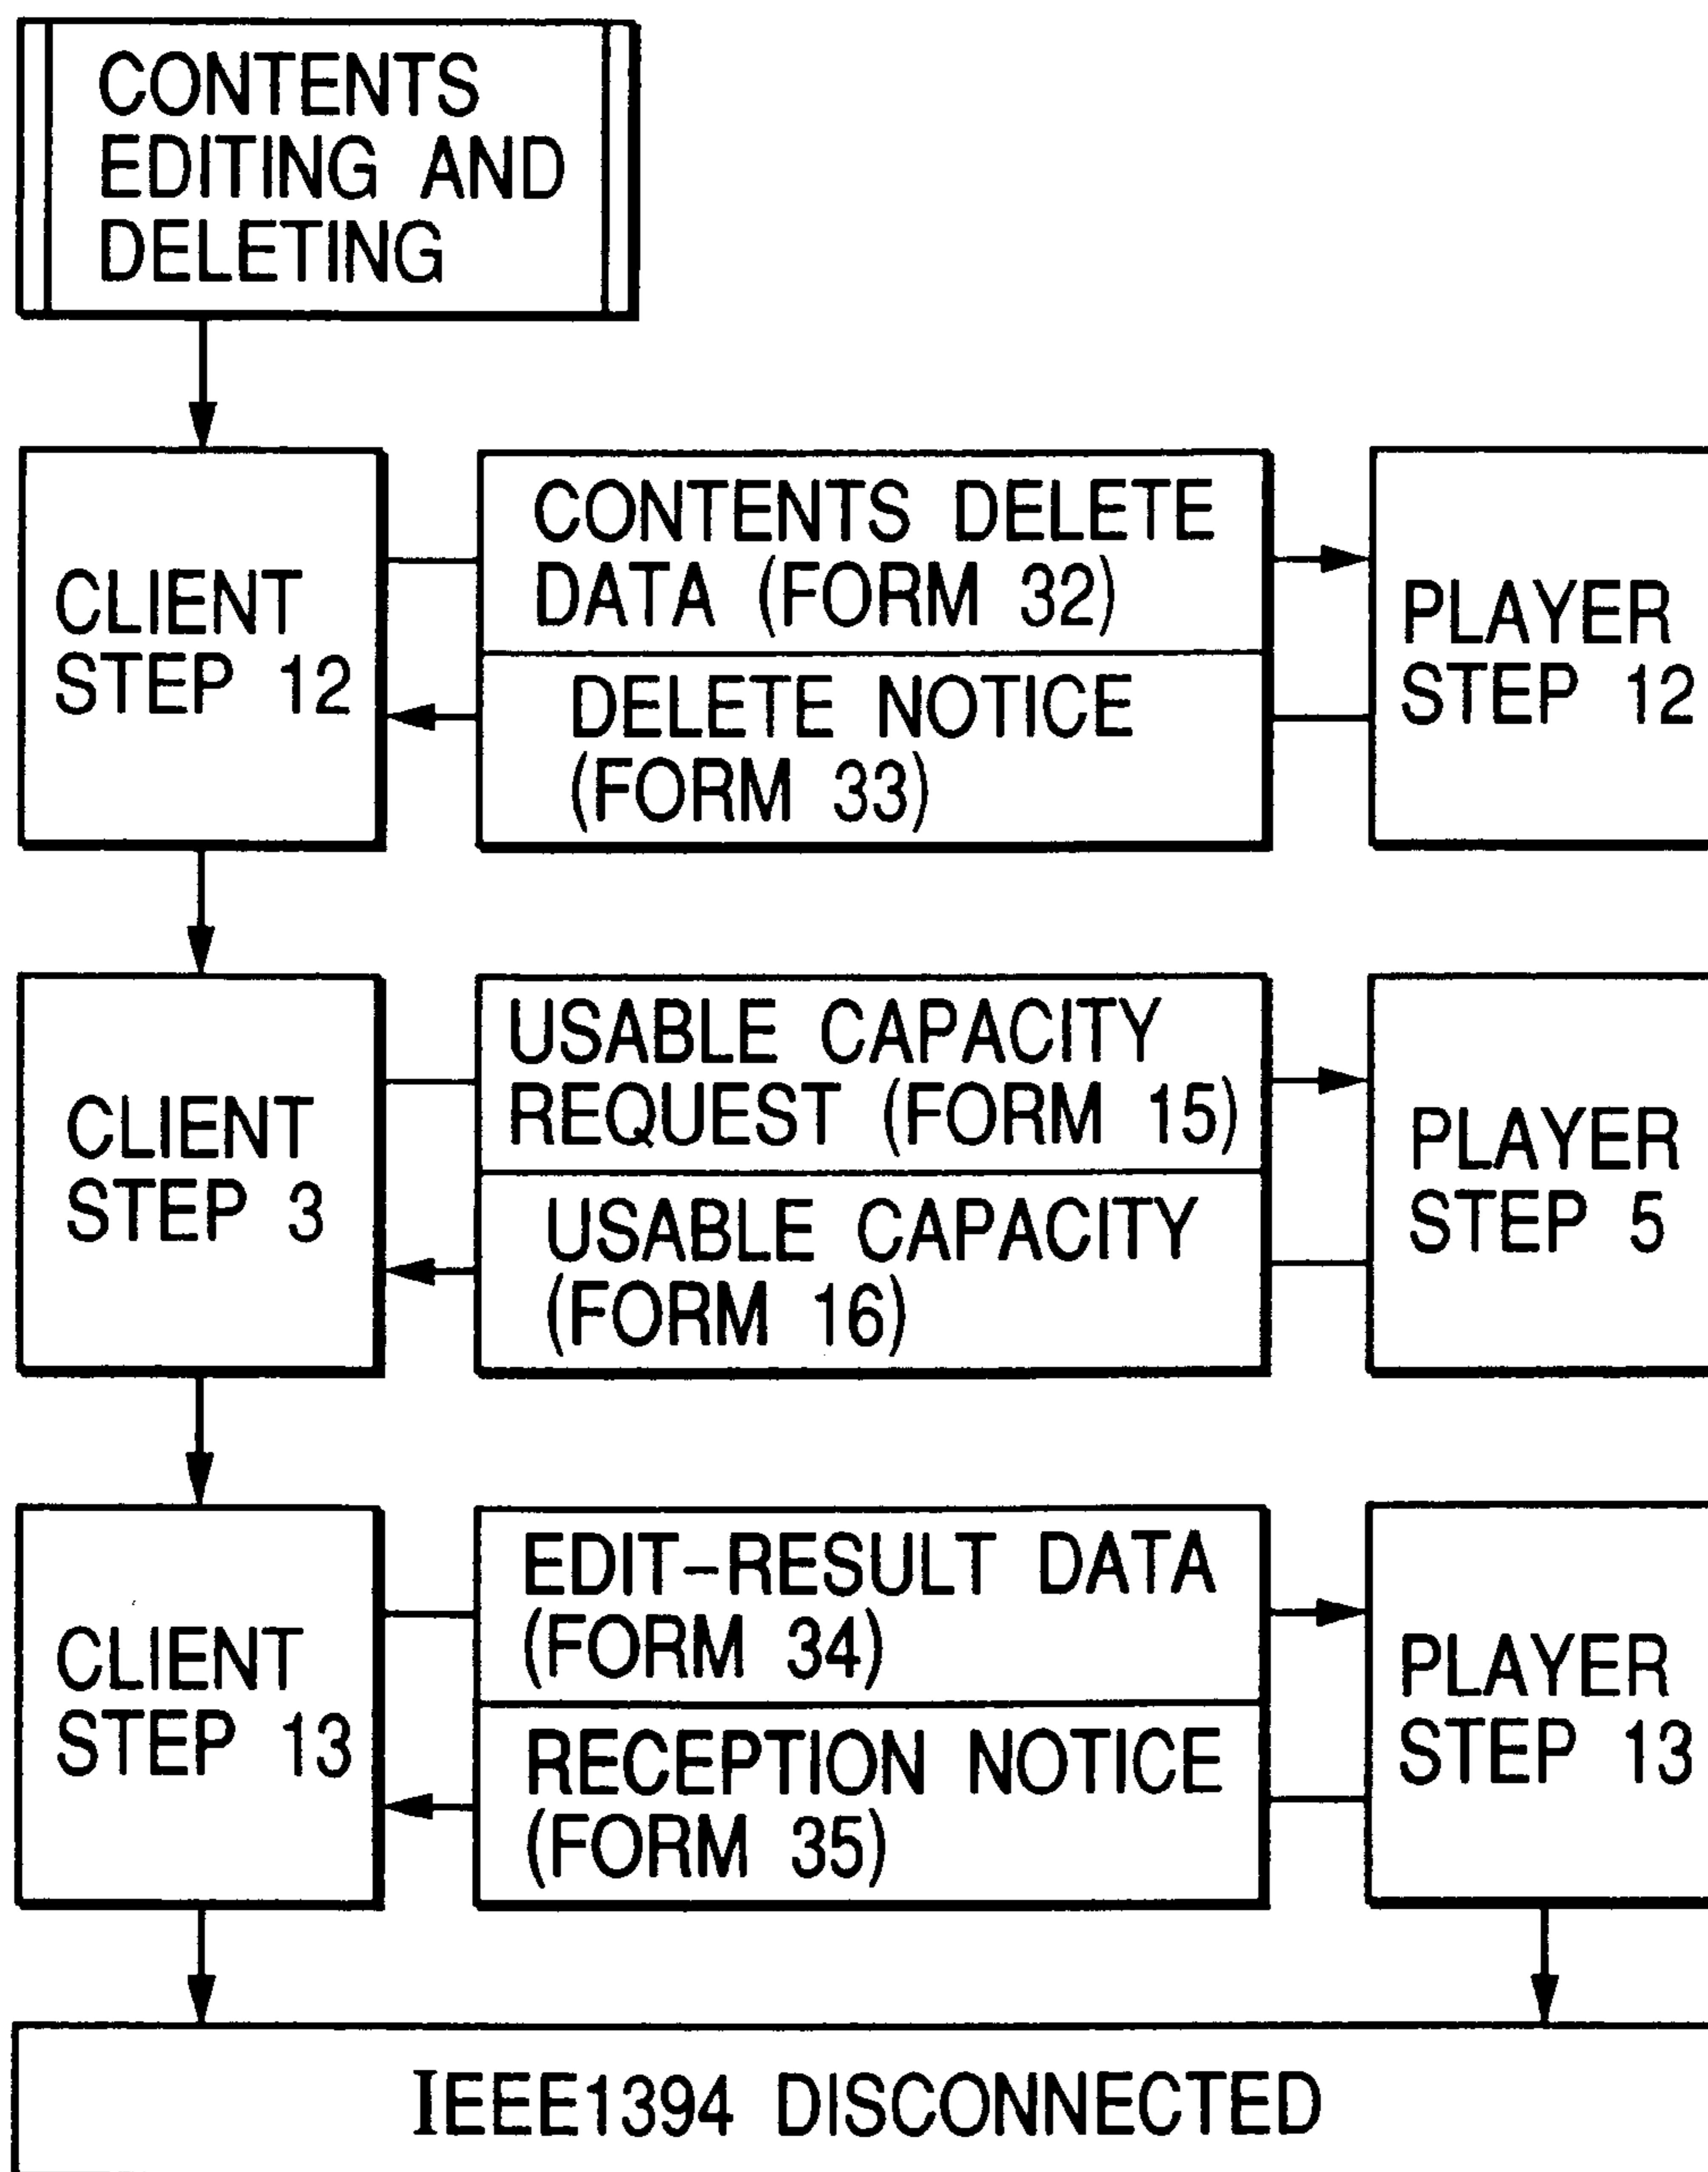 CONTENTS
EDITING AND
DELETING
CLIENT
STEP 12
CONTENTS DELETE
DATA (FORM 32)
DELETE NOTICE
(FORM 33)
PLAYER
STEP 12
CLIENT
STEP 3
USABLE CAPACITY
REQUEST (FORM 15)
USABLE CAPACITY
(FORM 16)
PLAYER
STEP 5
CLIENT
STEP 13
EDIT-RESULT DATA
(FORM 34)
RECEPTION NOTICE
(FORM 35)
PLAYER
STEP 13
IEEE1394 DISCONNECTED